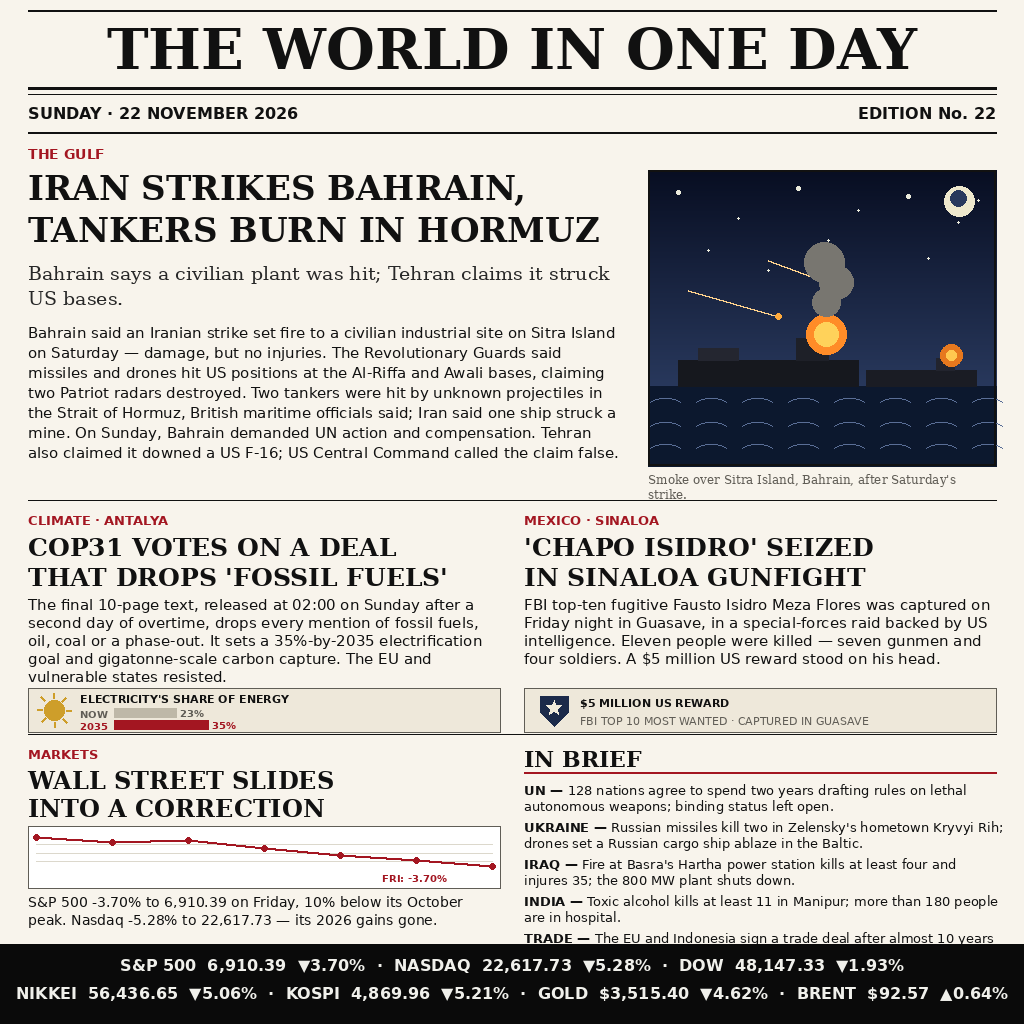 THE WORLD IN ONE DAY
SUNDAY · 22 NOVEMBER 2026
EDITION No. 22
THE GULF
IRAN STRIKES BAHRAIN,
TANKERS BURN IN HORMUZ
Bahrain says a civilian plant was hit; Tehran claims it struck
US bases.
Bahrain said an Iranian strike set fire to a civilian industrial site on Sitra Island
on Saturday — damage, but no injuries. The Revolutionary Guards said
missiles and drones hit US positions at the Al-Riffa and Awali bases, claiming
two Patriot radars destroyed. Two tankers were hit by unknown projectiles in
the Strait of Hormuz, British maritime officials said; Iran said one ship struck a
mine. On Sunday, Bahrain demanded UN action and compensation. Tehran
also claimed it downed a US F-16; US Central Command called the claim false.
Smoke over Sitra Island, Bahrain, after Saturday's
strike.
CLIMATE · ANTALYA
COP31 VOTES ON A DEAL
THAT DROPS 'FOSSIL FUELS'
The final 10-page text, released at 02:00 on Sunday after a
second day of overtime, drops every mention of fossil fuels,
oil, coal or a phase-out. It sets a 35%-by-2035 electrification
goal and gigatonne-scale carbon capture. The EU and
vulnerable states resisted.
ELECTRICITY'S SHARE OF ENERGY
NOW 23%
2035 35%
MEXICO · SINALOA
'CHAPO ISIDRO' SEIZED
IN SINALOA GUNFIGHT
FBI top-ten fugitive Fausto Isidro Meza Flores was captured on
Friday night in Guasave, in a special-forces raid backed by US
intelligence. Eleven people were killed — seven gunmen and
four soldiers. A $5 million US reward stood on his head.
$5 MILLION US REWARD
FBI TOP 10 MOST WANTED · CAPTURED IN GUASAVE
MARKETS
WALL STREET SLIDES
INTO A CORRECTION
FRI: -3.70%
S&P 500 -3.70% to 6,910.39 on Friday, 10% below its October
peak. Nasdaq -5.28% to 22,617.73 — its 2026 gains gone.
IN BRIEF
UN — 128 nations agree to spend two years drafting rules on lethal
autonomous weapons; binding status left open.
UKRAINE — Russian missiles kill two in Zelensky's hometown Kryvyi Rih;
drones set a Russian cargo ship ablaze in the Baltic.
IRAQ — Fire at Basra's Hartha power station kills at least four and
injures 35; the 800 MW plant shuts down.
INDIA — Toxic alcohol kills at least 11 in Manipur; more than 180 people
are in hospital.
TRADE — The EU and Indonesia sign a trade deal after almost 10 years
S&P 500 6,910.39 ▼3.70% · NASDAQ 22,617.73 ▼5.28% · DOW 48,147.33 ▼1.93%
NIKKEI 56,436.65 ▼5.06% · KOSPI 4,869.96 ▼5.21% · GOLD $3,515.40 ▼4.62% · BRENT $92.57 ▲0.64%